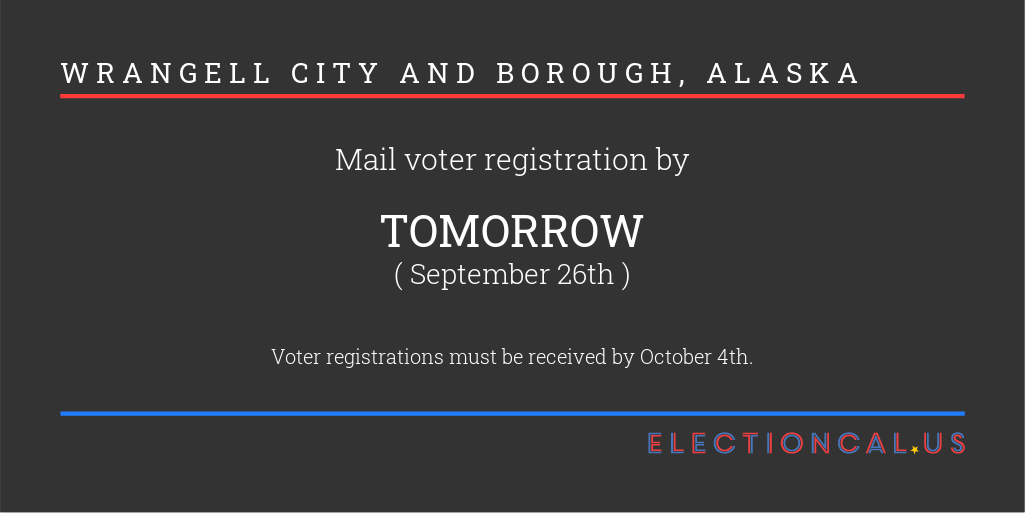 WRANGELL CITY AND BOROUGH, ALASKA
Mail voter registration by
TOMORROW
( September 26th )
Voter registrations must be received by October 4th.
ELECTIONCAL.US